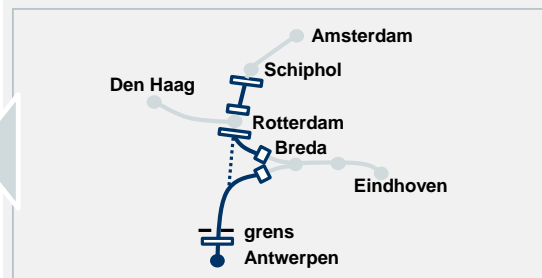 Amsterdam
Schiphol
Den Haag
Rotterdam
Breda
Eindhoven
grens
Antwerpen